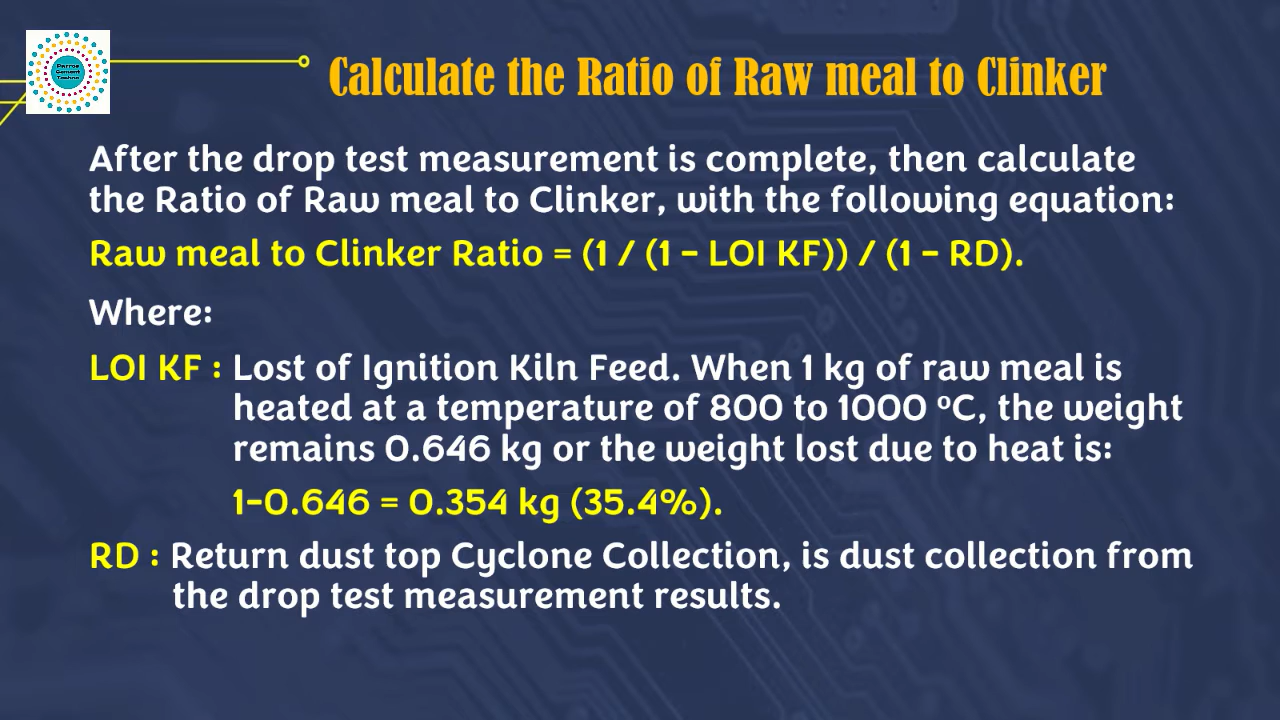 Perros
Cement
Techno
Calculate the Ratio of Raw meal to Clinker
After the drop test measurement is complete, then calculate
the Ratio of Raw meal to Clinker, with the following equation:
Raw meal to Clinker Ratio = (1 / (1 – LOI KF)) / (1 – RD).
Where:
LOI KF : Lost of Ignition Kiln Feed. When 1 kg of raw meal is
heated at a temperature of 800 to 1000 ºC, the weight
remains 0.646 kg or the weight lost due to heat is:
1-0.646 = 0.354 kg (35.4%).
RD : Return dust top Cyclone Collection, is dust collection from
the drop test measurement results.